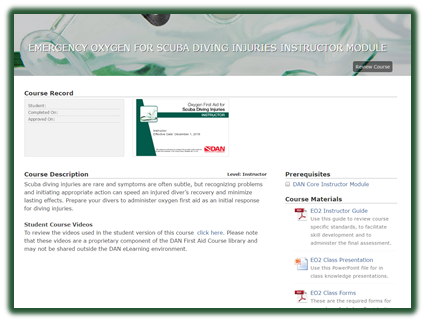 EMERGENCY OXYGEN FOR SCUBA DIVING INJURIES INSTRUCTOR MODULE
Review Course
Course Record
Student:
Completed On:
Approved On:
Oxygen First Aid for
Scuba Diving Injuries
INSTRUCTOR
DAN
Course Description
Level: Instructor
Scuba diving injuries are rare and symptoms are often subtle, but recognizing problems
and initiating appropriate action can speed an injured diver's recovery and minimize
lasting effects. Prepare your divers to administer oxygen first aid as an initial response
for diving injuries.
Student Course Videos
To review the videos used in the student version of this course click here. Please note
that these videos are a proprietary component of the DAN First Aid Course library and
may not be shared outside the DAN eLearning environment.
Prerequisites
DAN Core Instructor Module
Course Materials
EO2 Instructor Guide
Use this guide to review course
specific standards, to facilitate
skill development and to
administer the final assessment.
EO2 Class Presentation
Use this PowerPoint file for in
class knowledge presentations.
EO2 Class Forms
These are the required forms for